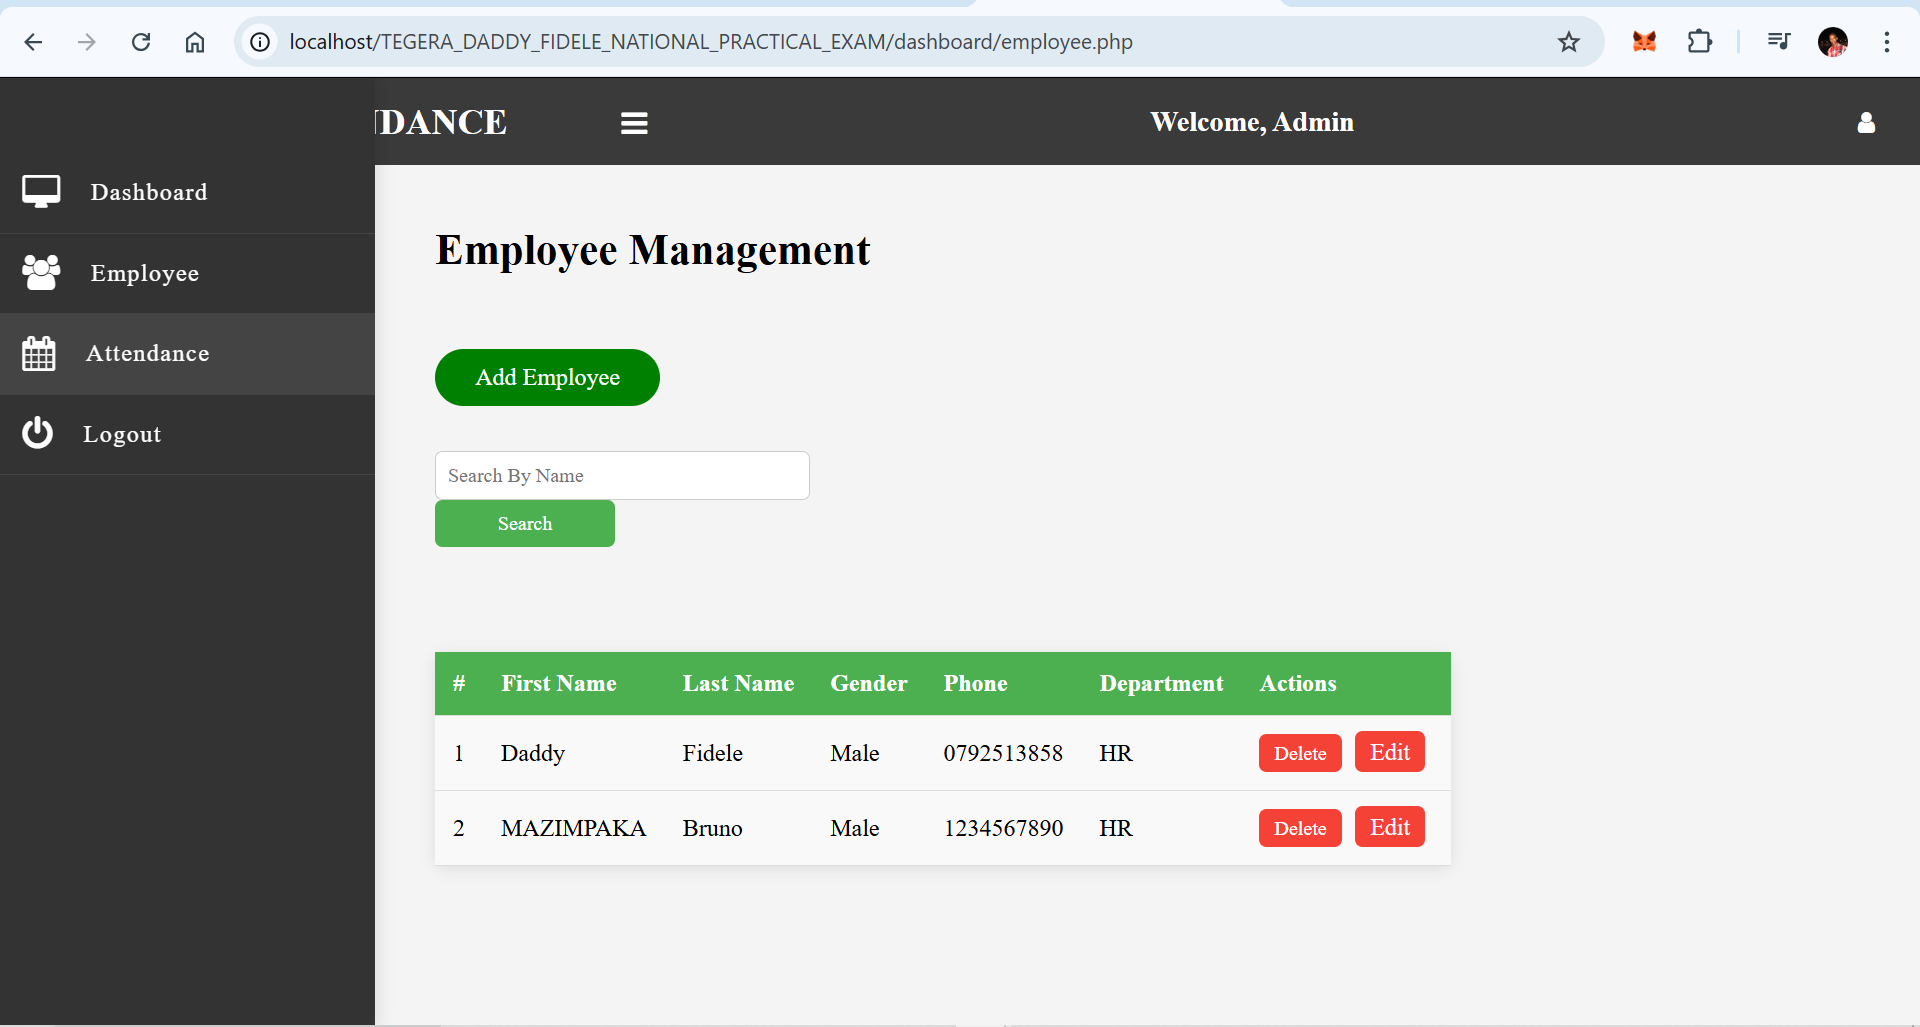 localhost/TEGERA_DADDY_FIDELE_NATIONAL_PRACTICAL_EXAM/dashboard/employee.php
DANCE
Welcome, Admin
Dashboard
Employee
Attendance
Logout
Employee Management
Add Employee
Search By Name
Search
# First Name Last Name Gender Phone Department Actions
1 Daddy Fidele Male 0792513858 HR Delete Edit
2 MAZIMPAKA Bruno Male 1234567890 HR Delete Edit